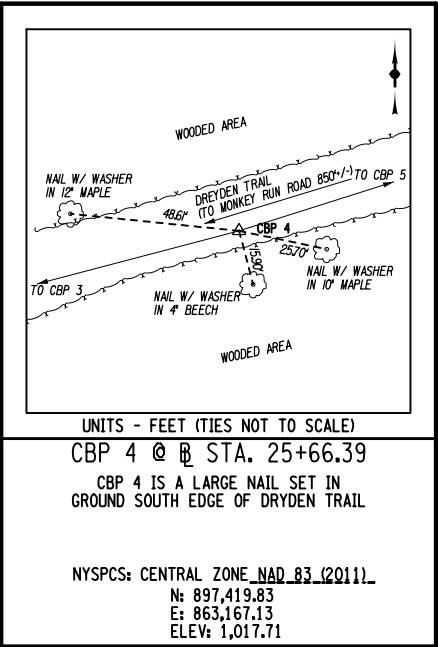 WOODED AREA
NAIL W/ WASHER
IN 12" MAPLE
DREYDEN TRAIL
(TO MONKEY RUN ROAD 850'+/-)
TO CBP 5
48.61'
CBP 4
25.70'
15.90'
TO CBP 3
NAIL W/ WASHER
IN 4" BEECH
NAIL W/ WASHER
IN 10" MAPLE
WOODED AREA
UNITS - FEET (TIES NOT TO SCALE)
CBP 4 @ BL STA. 25+66.39
CBP 4 IS A LARGE NAIL SET IN
GROUND SOUTH EDGE OF DRYDEN TRAIL
NYSPCS: CENTRAL ZONE NAD 83 (2011)
N: 897,419.83
E: 863,167.13
ELEV: 1,017.71